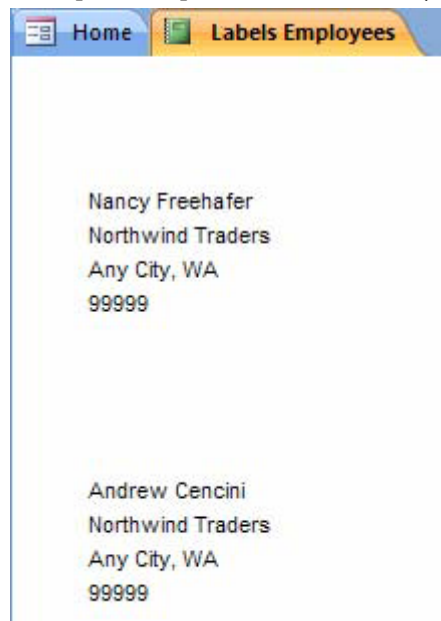 Home Labels Employees
Nancy Freehafer
Northwind Traders
Any City, WA
99999
Andrew Cencini
Northwind Traders
Any City, WA
99999